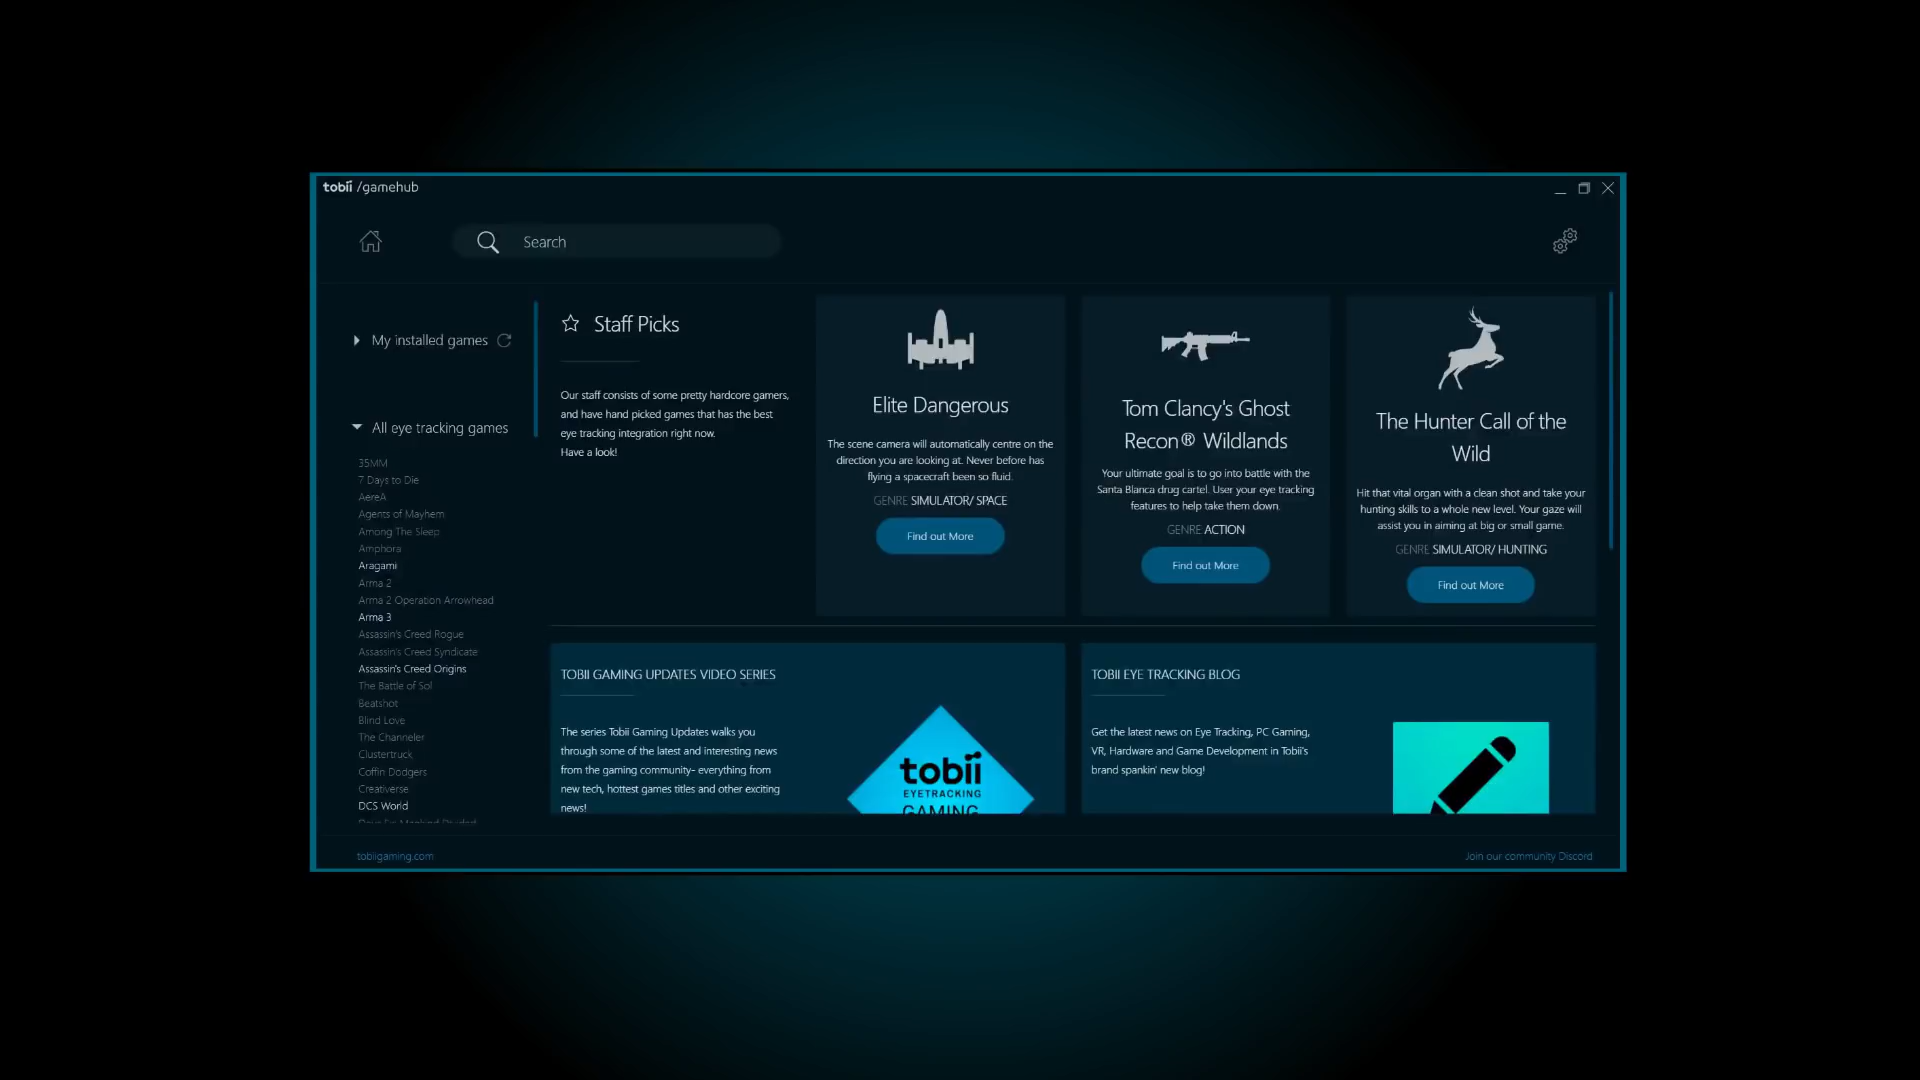 tobii /gamehub
Search
My installed games
All eye tracking games
35MM
7 Days to Die
AereA
Agents of Mayhem
Among The Sleep
Amphora
Aragami
Arma 2
Arma 2 Operation Arrowhead
Arma 3
Assassin's Creed Rogue
Assassin's Creed Syndicate
Assassin's Creed Origins
The Battle of Sol
Beatshot
Blind Love
The Channeler
Clustertruck
Coffin Dodgers
Creativerse
DCS World
Staff Picks
Our staff consists of some pretty hardcore gamers,
and have hand picked games that has the best
eye tracking integration right now.
Have a look!
Elite Dangerous
The scene camera will automatically centre on the
direction you are looking at. Never before has
flying a spacecraft been so fluid.
GENRE SIMULATOR/ SPACE
Find out More
Tom Clancy's Ghost
Recon® Wildlands
Your ultimate goal is to go into battle with the
Santa Blanca drug cartel. User your eye tracking
features to help take them down.
GENRE ACTION
Find out More
The Hunter Call of the
Wild
Hit that vital organ with a clean shot and take your
hunting skills to a whole new level. Your gaze will
assist you in aiming at big or small game.
GENRE SIMULATOR/ HUNTING
Find out More
TOBII GAMING UPDATES VIDEO SERIES
The series Tobii Gaming Updates walks you
through some of the latest and interesting news
from the gaming community- everything from
new tech, hottest games titles and other exciting
news!
tobii
EYETRACKING
GAMING
TOBII EYE TRACKING BLOG
Get the latest news on Eye Tracking, PC Gaming,
VR, Hardware and Game Development in Tobii's
brand spankin' new blog!
tobiigaming.com
Join our community Discord